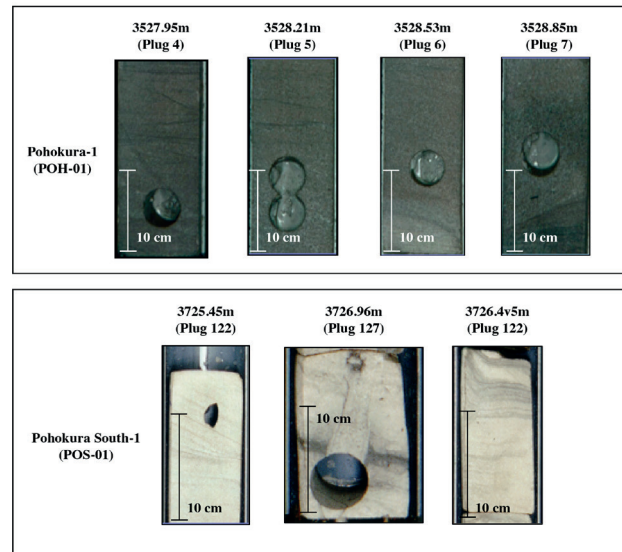 3527.95m
(Plug 4)
3528.21m
(Plug 5)
3528.53m
(Plug 6)
3528.85m
(Plug 7)
Pohokura-1
(POH-01)
10 cm
10 cm
10 cm
10 cm
3725.45m
(Plug 122)
3726.96m
(Plug 127)
3726.4v5m
(Plug 122)
Pohokura South-1
(POS-01)
10 cm
10 cm
10 cm